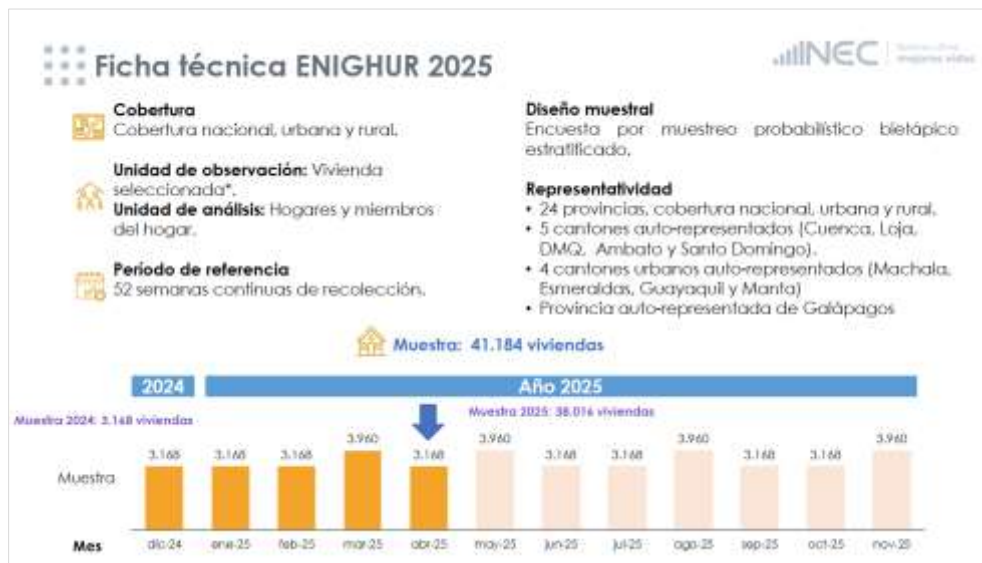 Ficha técnica ENIGHUR 2025
INEC
Cobertura
Cobertura nacional, urbana y rural.
Unidad de observación: Vivienda
seleccionada*.
Unidad de análisis: Hogares y miembros
del hogar.
Período de referencia
52 semanas continuas de recolección.
Diseño muestral
Encuesta por muestreo probabilístico bietápico
estratificado.
Representatividad
• 24 provincias, cobertura nacional, urbana y rural.
• 5 cantones auto-representados (Cuenca, Loja,
DMQ, Ambato y Santo Domingo).
• 4 cantones urbanos auto-representados (Machala,
Esmeraldas, Guayaquil y Manta)
• Provincia auto-representada de Galápagos
Muestra: 41.184 viviendas
2024 Año 2025
Muestra 2024: 3.168 viviendas
Muestra 2025: 38.016 viviendas
3.168 3.168 3.168 3.960 3.168 3.960 3.168 3.168 3.960 3.168 3.168 3.960
Muestra
Mes dic-24 ene-25 feb-25 mar-25 abr-25 may-25 jun-25 jul-25 ago-25 sep-25 oct-25 nov-25